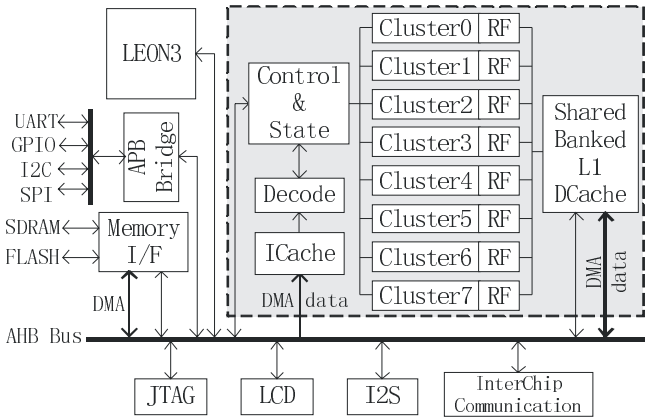 LEON3
Control
&
State
Cluster0 RF
Cluster1 RF
Cluster2 RF
Cluster3 RF
Cluster4 RF
Cluster5 RF
Cluster6 RF
Cluster7 RF
Shared
Banked
L1
DCache
UART
GPIO
I2C
SPI
APB
Bridge
Decode
ICache
SDRAM
FLASH
Memory
I/F
DMA
DMA data
DMA
data
AHB Bus
JTAG
LCD
I2S
InterChip
Communication